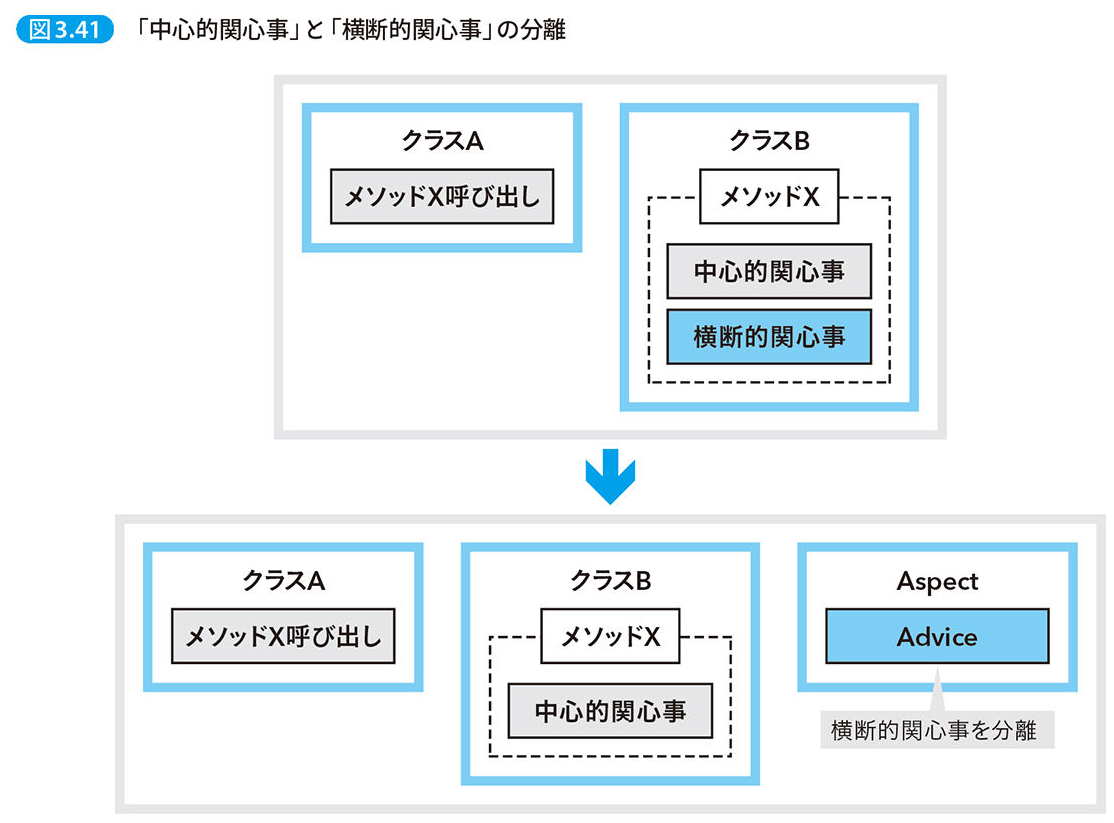 図3.41 「中心的関心事」と「横断的関心事」の分離
クラスA
メソッドX呼び出し
クラスB
メソッドX
中心的関心事
横断的関心事
クラスA
メソッドX呼び出し
クラスB
メソッドX
中心的関心事
Aspect
Advice
横断的関心事を分離